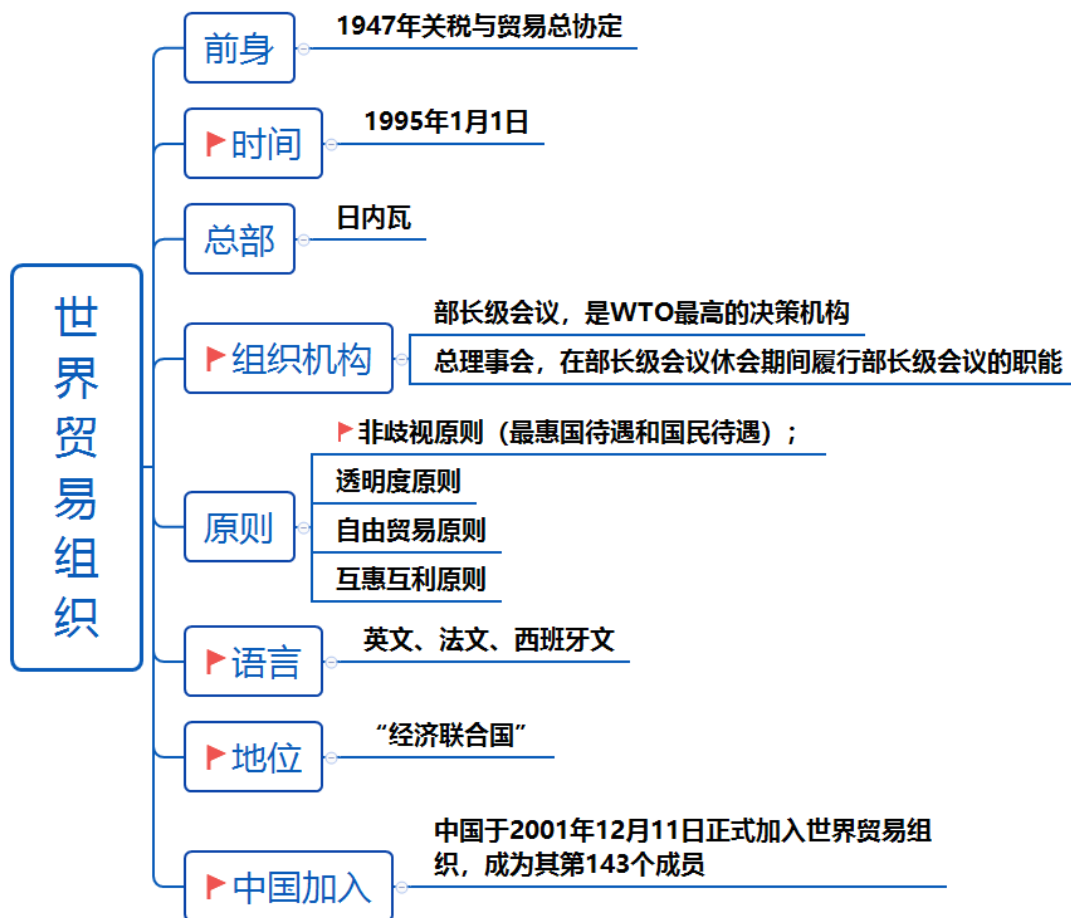 世界贸易组织
前身
1947年关税与贸易总协定
时间
1995年1月1日
总部
日内瓦
组织机构
部长级会议，是WTO最高的决策机构
总理事会，在部长级会议休会期间履行部长级会议的职能
原则
非歧视原则（最惠国待遇和国民待遇）；
透明度原则
自由贸易原则
互惠互利原则
语言
英文、法文、西班牙文
地位
“经济联合国”
中国加入
中国于2001年12月11日正式加入世界贸易组
织，成为其第143个成员